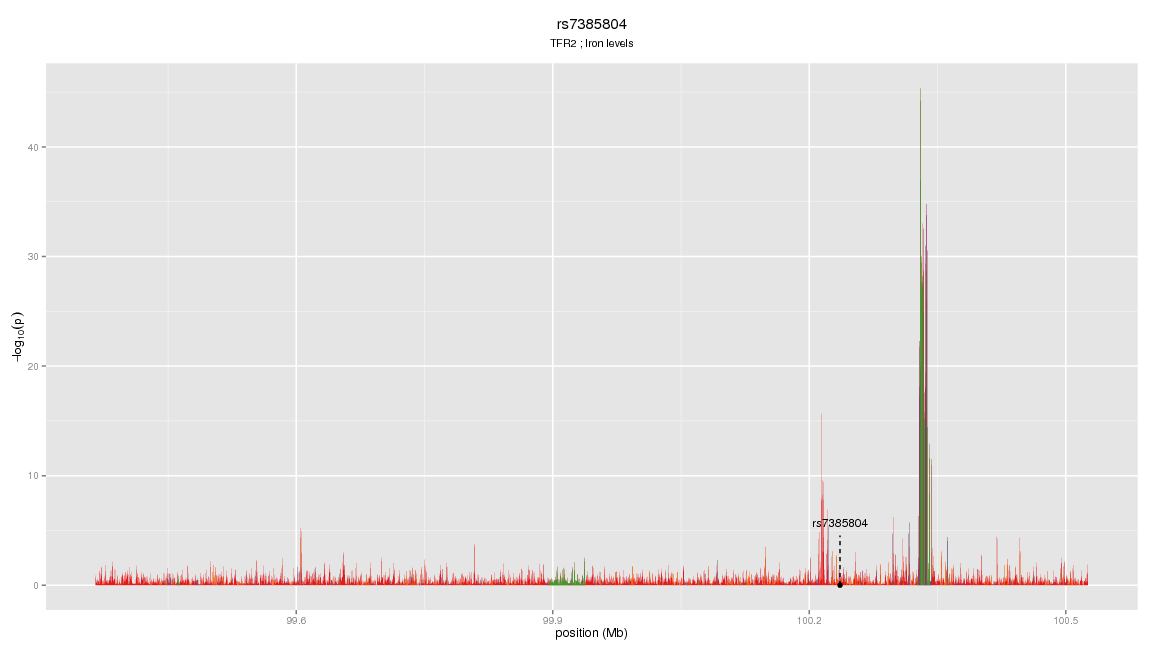 rs7385804
TFR2 ; Iron levels
−log10(p)
40
30
20
10
0
rs7385804
99.6
99.9
100.2
100.5
position (Mb)